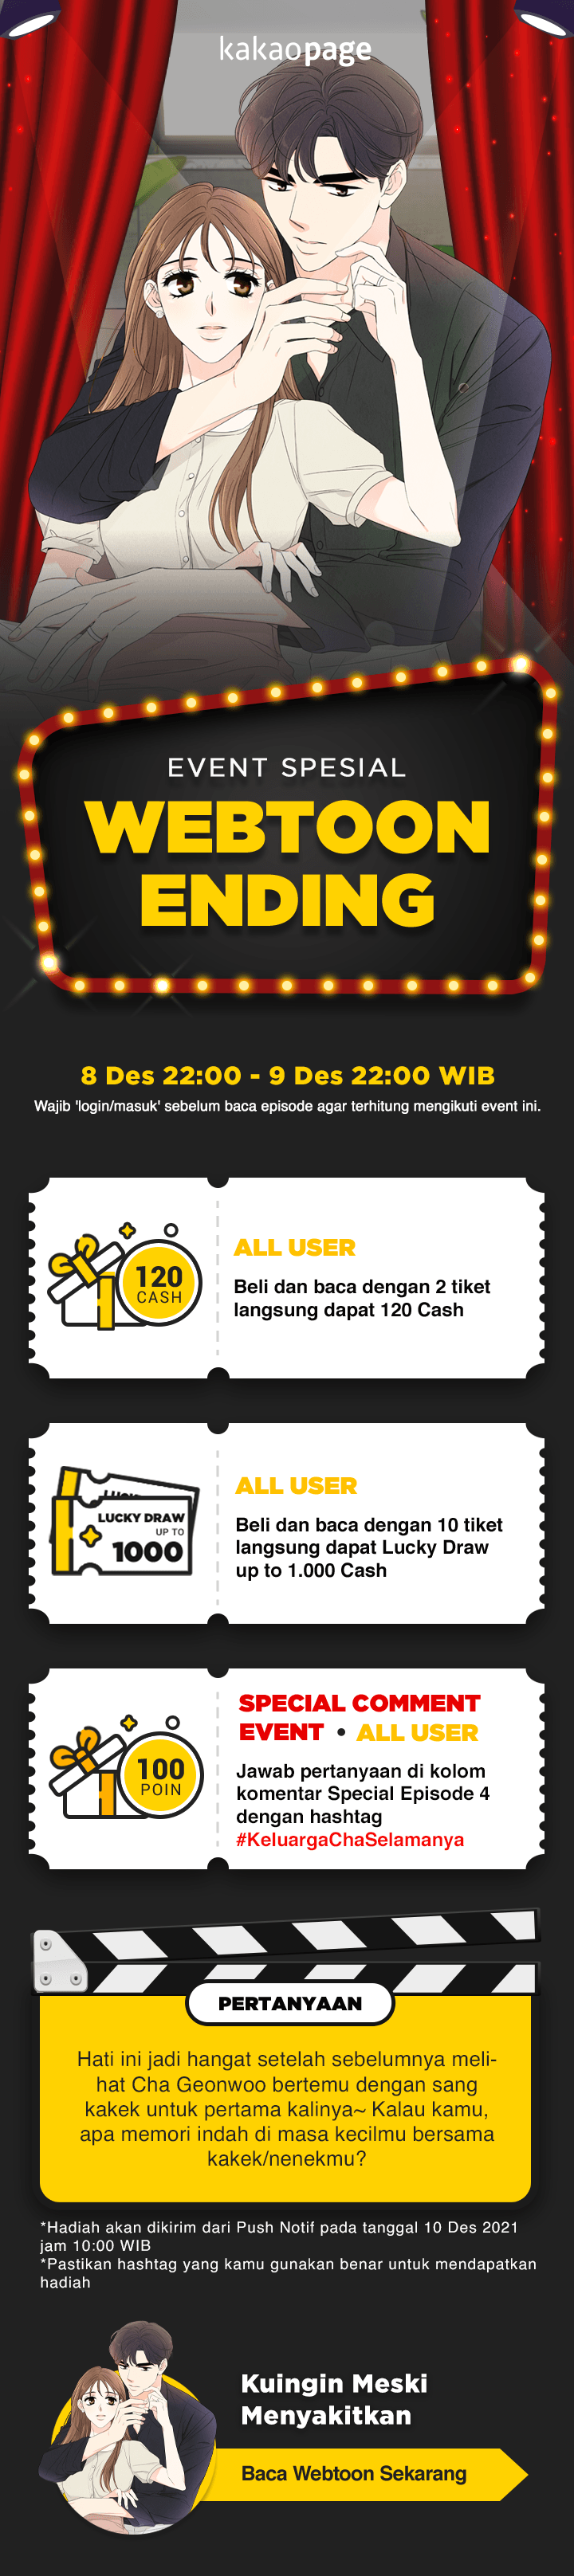 kakaopage
EVENT SPESIAL
WEBTOON
ENDING
8 Des 22:00 - 9 Des 22:00 WIB
Wajib 'login/masuk' sebelum baca episode agar terhitung mengikuti event ini.
120
CASH
ALL USER
Beli dan baca dengan 2 tiket
langsung dapat 120 Cash
LUCKY DRAW
UP TO
1000
ALL USER
Beli dan baca dengan 10 tiket
langsung dapat Lucky Draw
up to 1.000 Cash
100
POIN
SPECIAL COMMENT
EVENT • ALL USER
Jawab pertanyaan di kolom
komentar Special Episode 4
dengan hashtag
#KeluargaChaSelamanya
PERTANYAAN
Hati ini jadi hangat setelah sebelumnya meli-
hat Cha Geonwoo bertemu dengan sang
kakek untuk pertama kalinya~ Kalau kamu,
apa memori indah di masa kecilmu bersama
kakek/nenekmu?
*Hadiah akan dikirim dari Push Notif pada tanggal 10 Des 2021
jam 10:00 WIB
*Pastikan hashtag yang kamu gunakan benar untuk mendapatkan
hadiah
Kuingin Meski
Menyakitkan
Baca Webtoon Sekarang